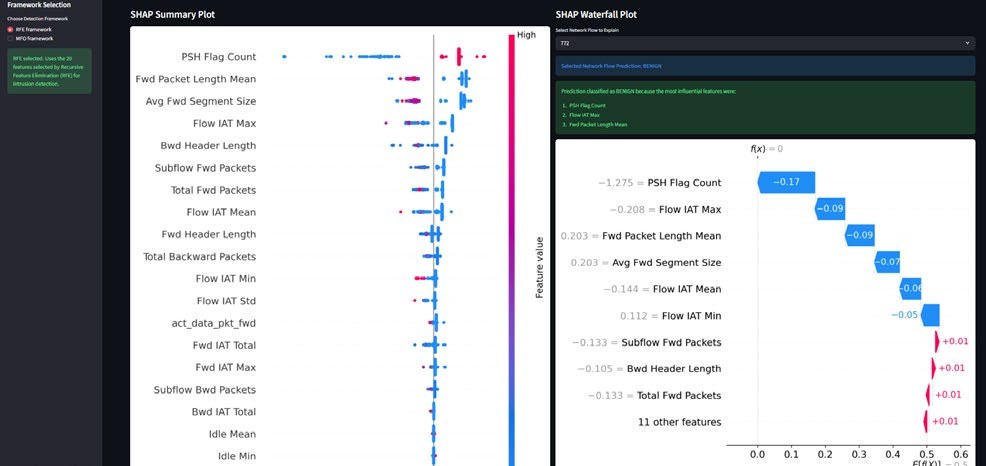 Framework Selection
Choose Detection Framework
RFE framework
MFO framework
RFE selected. Uses the 20
features selected by Recursive
Feature Elimination (RFE) for
intrusion detection.
SHAP Summary Plot
High
PSH Flag Count
Fwd Packet Length Mean
Avg Fwd Segment Size
Flow IAT Max
Bwd Header Length
Subflow Fwd Packets
Total Fwd Packets
Flow IAT Mean
Fwd Header Length
Total Backward Packets
Flow IAT Min
Flow IAT Std
act_data_pkt_fwd
Fwd IAT Total
Fwd IAT Max
Subflow Bwd Packets
Bwd IAT Total
Idle Mean
Idle Min
Feature value
SHAP Waterfall Plot
Select Network Flow to Explain
772
Selected Network Flow Prediction: BENIGN
Prediction classified as BENIGN because the most influential features were:
1. PSH Flag Count
2. Flow IAT Max
3. Fwd Packet Length Mean
f(x) = 0
−1.275 = PSH Flag Count −0.17
−0.208 = Flow IAT Max −0.09
0.203 = Fwd Packet Length Mean −0.09
0.203 = Avg Fwd Segment Size −0.07
−0.144 = Flow IAT Mean −0.06
0.112 = Flow IAT Min −0.05
−0.133 = Subflow Fwd Packets +0.01
−0.105 = Bwd Header Length +0.01
−0.133 = Total Fwd Packets +0.01
11 other features +0.01
0.0 0.1 0.2 0.3 0.4 0.5 0.6
E[f(X)] = 0.5